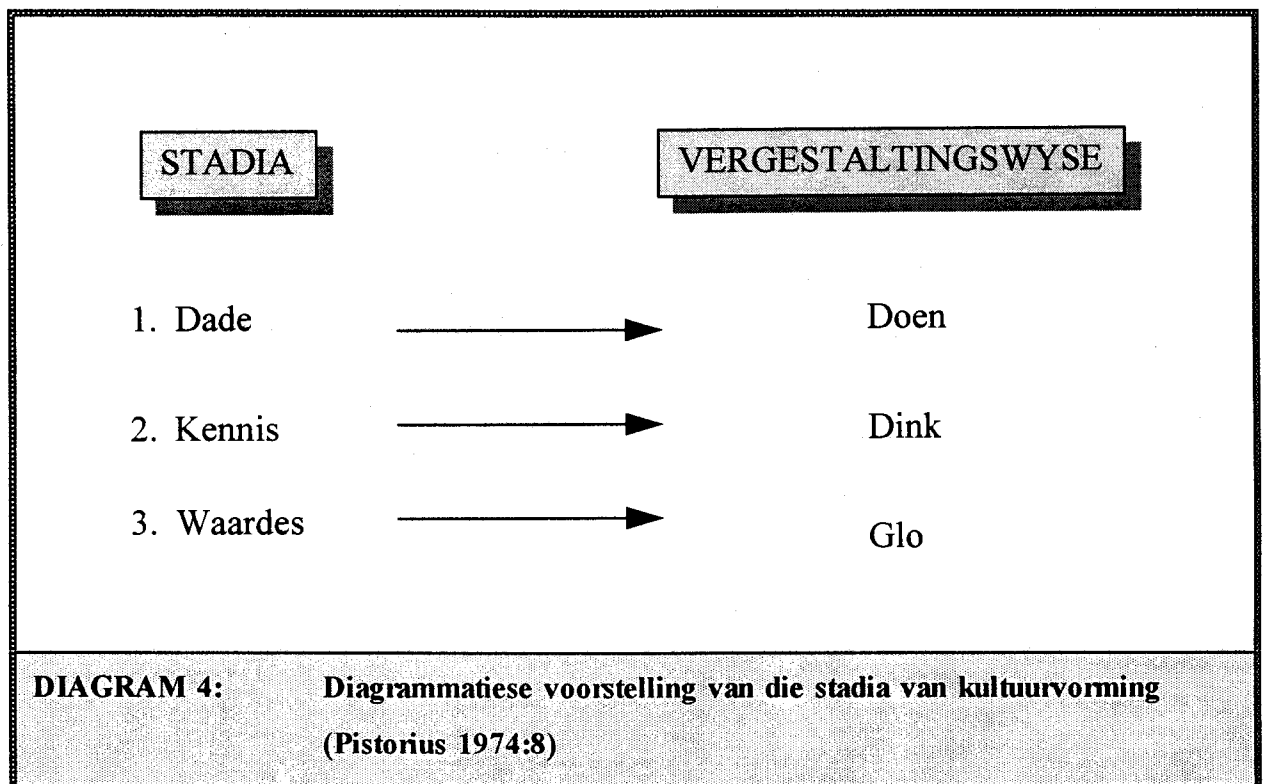 STADIA VERGESTALTINGSWYSE
1. Dade Doen
2. Kennis Dink
3. Waardes Glo
DIAGRAM 4: Diagrammatiese voorstelling van die stadia van kultuurvorming
(Pistorius 1974:8)